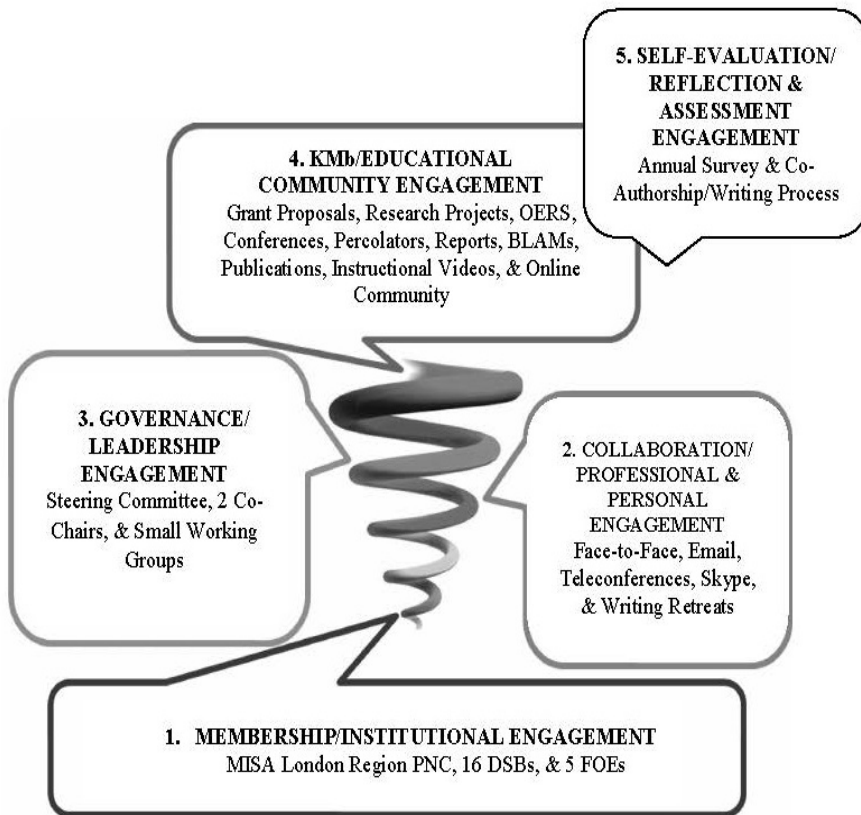 5. SELF-EVALUATION/
REFLECTION &
ASSESSMENT
ENGAGEMENT
Annual Survey & Co-
Authorship/Writing Process
4. KMb/EDUCATIONAL
COMMUNITY ENGAGEMENT
Grant Proposals, Research Projects, OERS,
Conferences, Percolators, Reports, BLAMs,
Publications, Instructional Videos, & Online
Community
3. GOVERNANCE/
LEADERSHIP
ENGAGEMENT
Steering Committee, 2 Co-
Chairs, & Small Working
Groups
2. COLLABORATION/
PROFESSIONAL &
PERSONAL
ENGAGEMENT
Face-to-Face, Email,
Teleconferences, Skype,
& Writing Retreats
1. MEMBERSHIP/INSTITUTIONAL ENGAGEMENT
MISA London Region PNC, 16 DSBs, & 5 FOEs